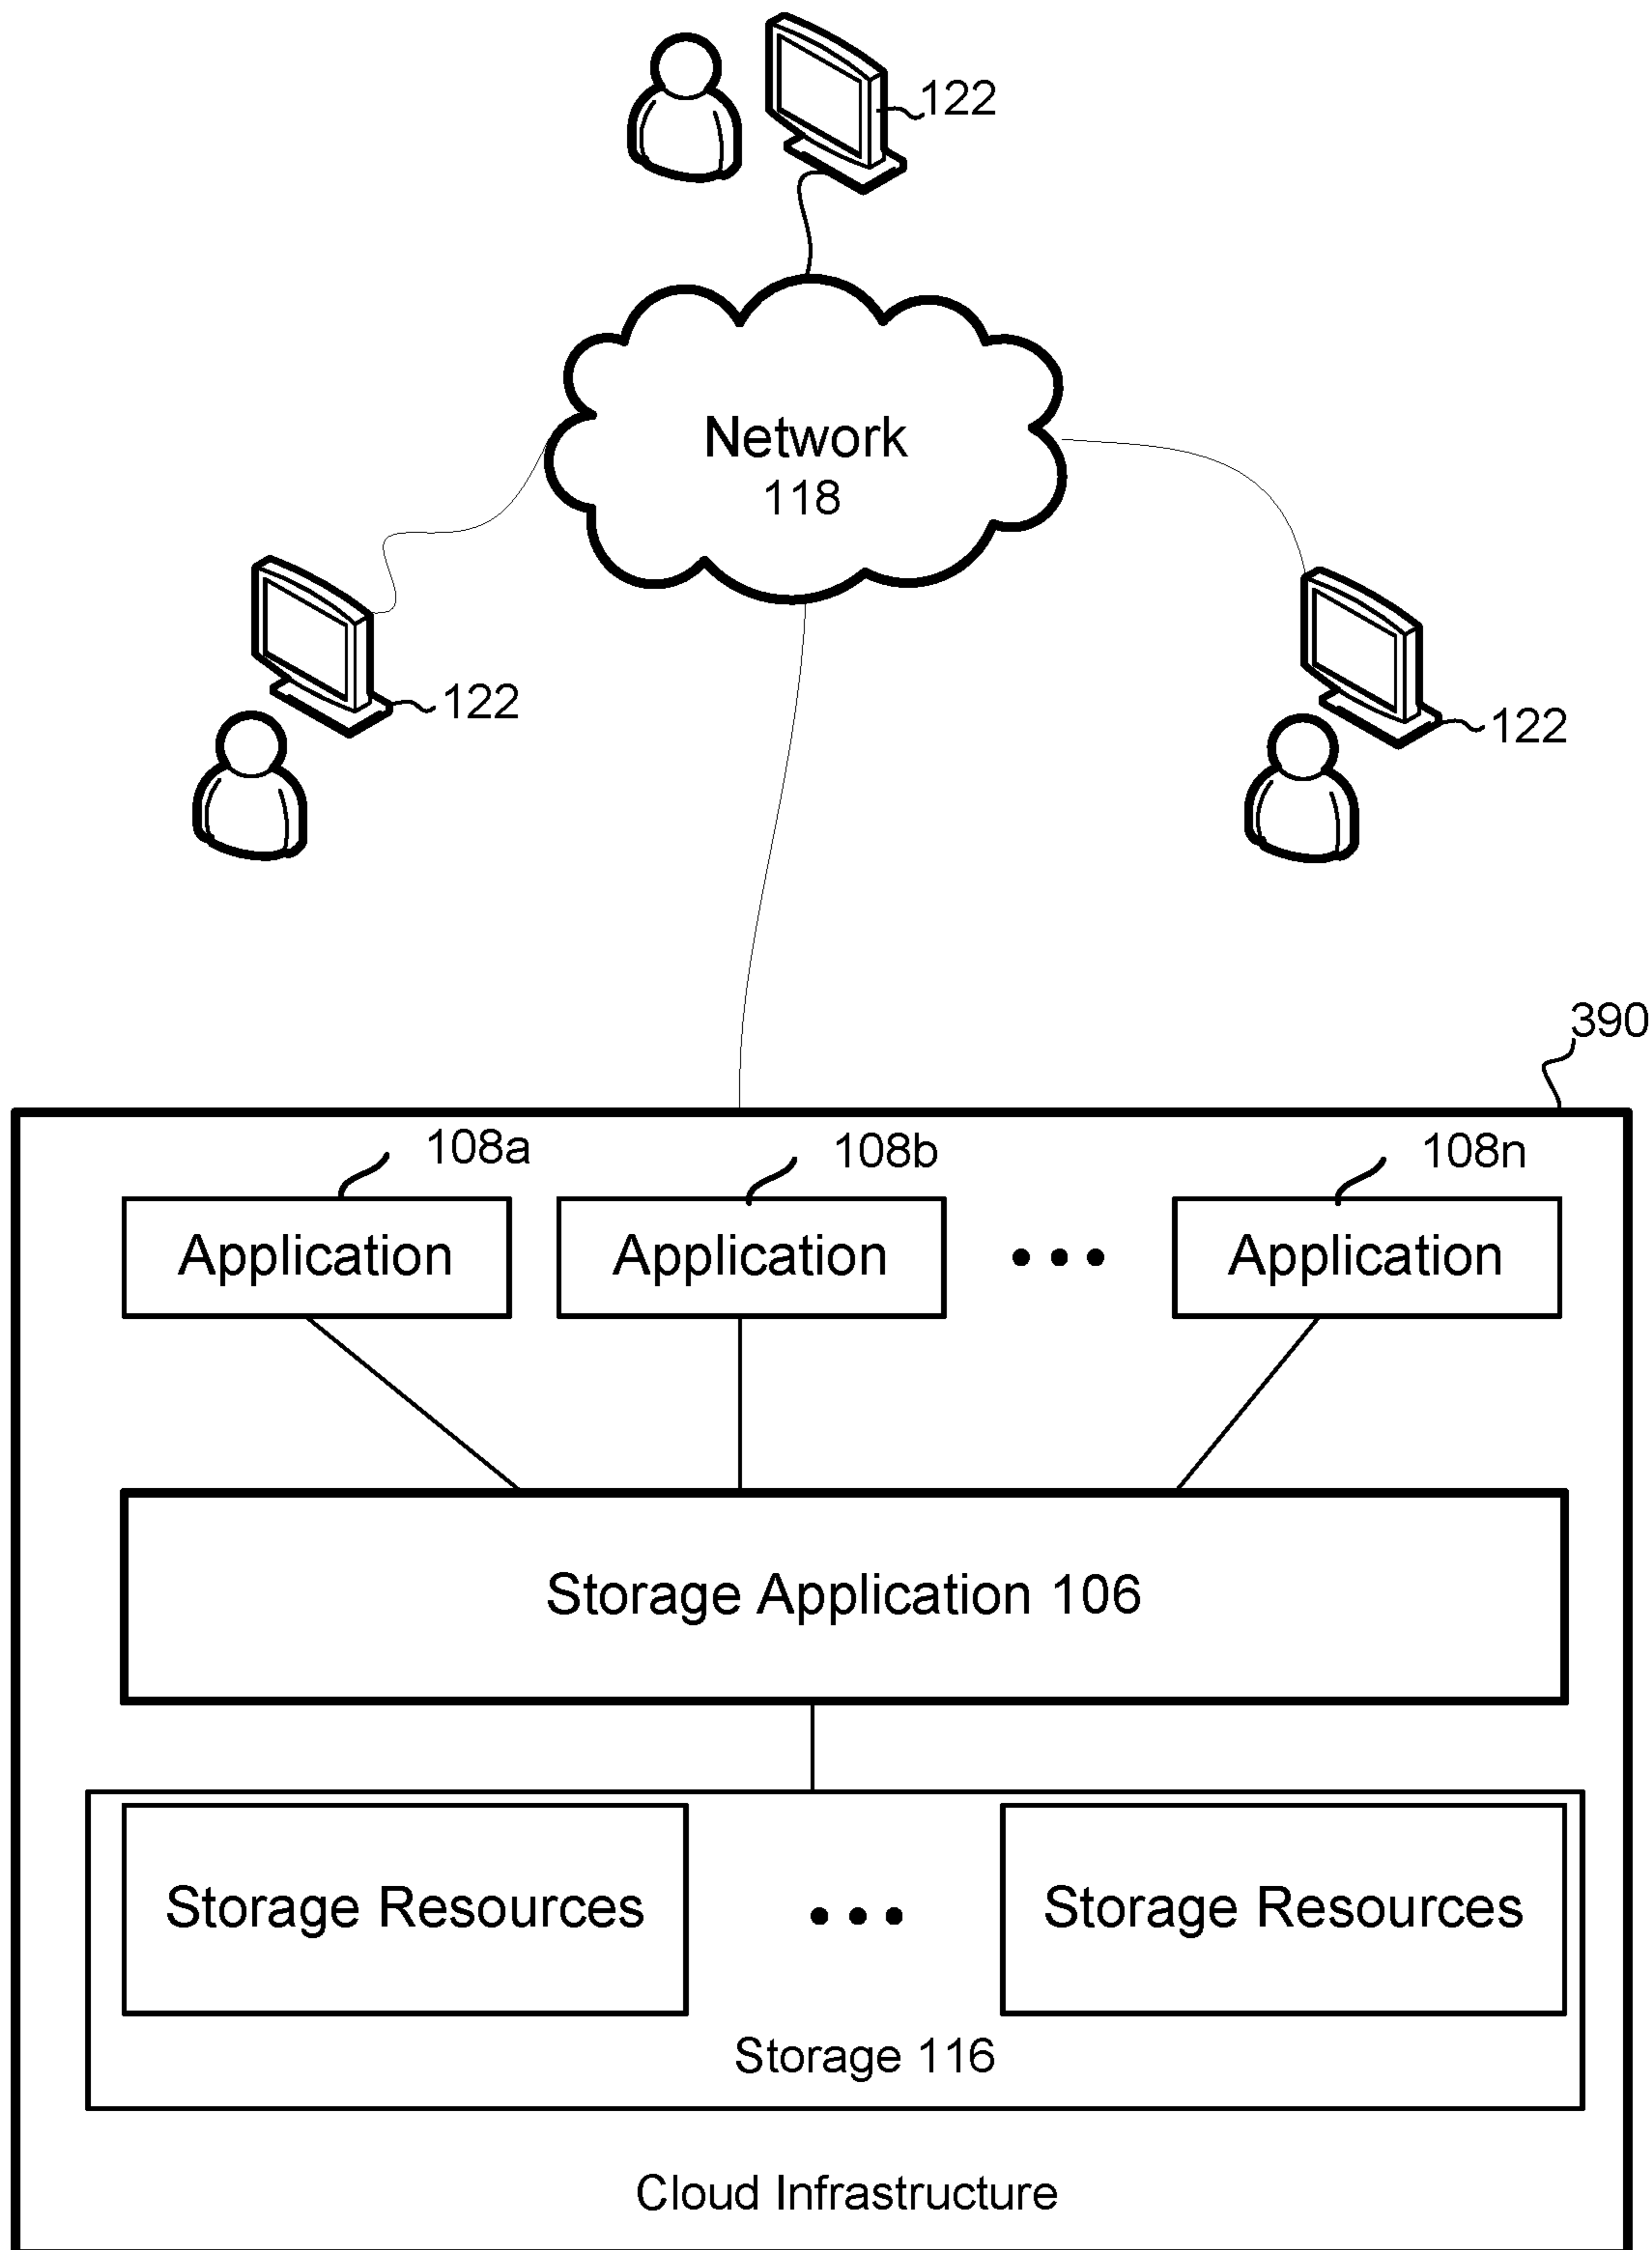 122
Network
118
122
122
390
108a
108b
108n
Application
Application
Application
Storage Application 106
Storage Resources
Storage Resources
Storage 116
Cloud Infrastructure